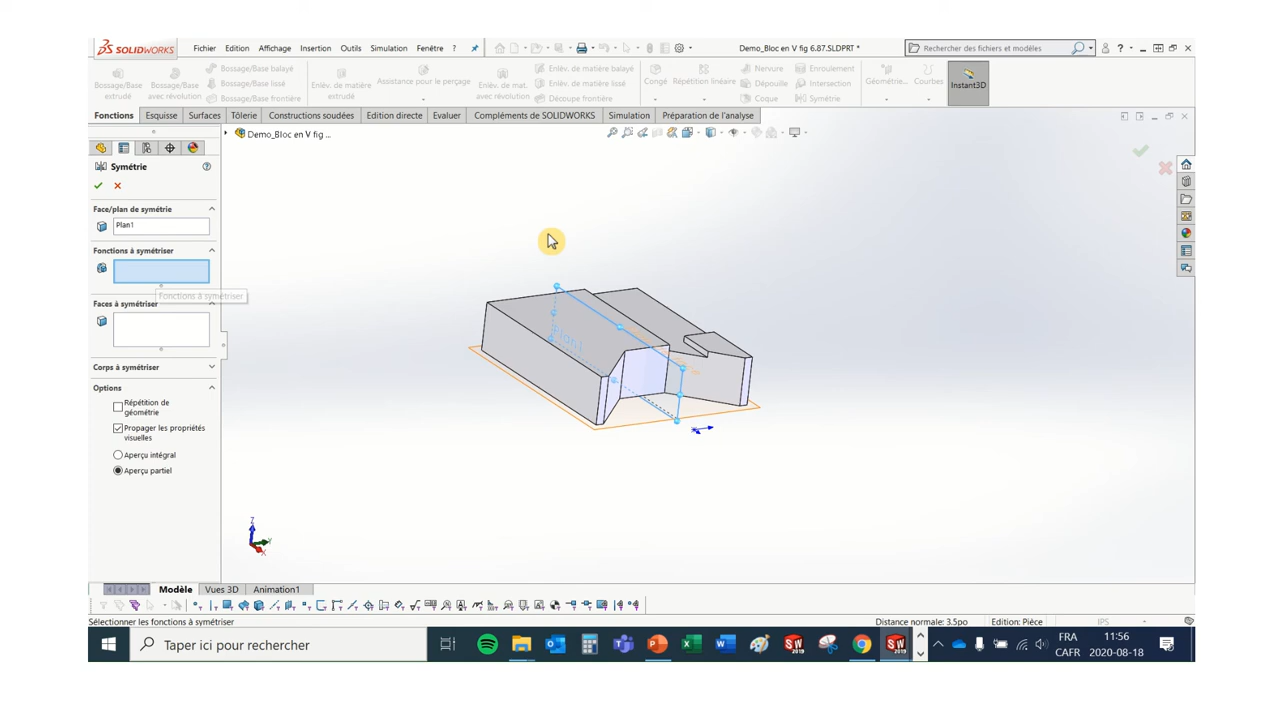 SOLIDWORKS Fichier Edition Affichage Insertion Outils Simulation Fenêtre ? Demo_Bloc en V fig 6.87.SLDPRT * Rechercher des fichiers et modèles ?
Bossage/Base extrudé
Bossage/Base avec révolution
Bossage/Base balayé
Bossage/Base lissé
Bossage/Base frontière
Enlèv. de matière extrudé
Assistance pour le perçage
Enlèv. de mat. avec révolution
Enlèv. de matière balayé
Enlèv. de matière lissé
Découpe frontière
Congé
Répétition linéaire
Nervure
Dépouille
Coque
Enroulement
Intersection
Symétrie
Géométrie...
Courbes
Instant3D
Fonctions Esquisse Surfaces Tôlerie Constructions soudées Edition directe Evaluer Compléments de SOLIDWORKS Simulation Préparation de l'analyse
Demo_Bloc en V fig ...
Symétrie
Face/plan de symétrie
Plan1
Fonctions à symétriser
Fonctions à symétriser
Faces à symétriser
Corps à symétriser
Options
Répétition de
géométrie
Propager les propriétés
visuelles
Aperçu intégral
Aperçu partiel
Plan1
Z
Y
X
Modèle Vues 3D Animation1
Sélectionner les fonctions à symétriser Distance normale: 3.5po Edition: Pièce IPS
Taper ici pour rechercher
SW
2019
SW
2019
FRA
CAFR
11:56
2020-08-18